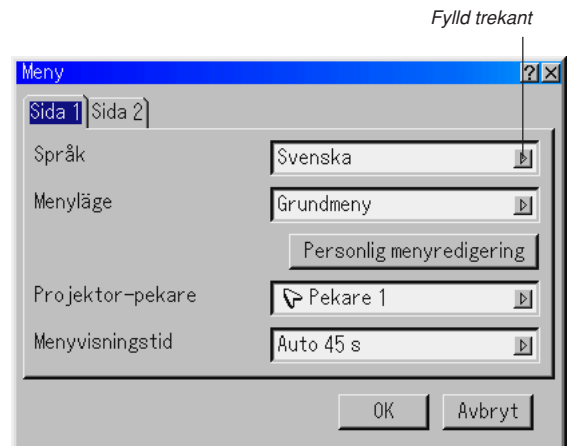 Fylld trekant
Meny
Sida 1 Sida 2
Språk Svenska
Menyläge Grundmeny
Personlig menyredigering
Projektor-pekare Pekare 1
Menyvisningstid Auto 45 s
OK Avbryt